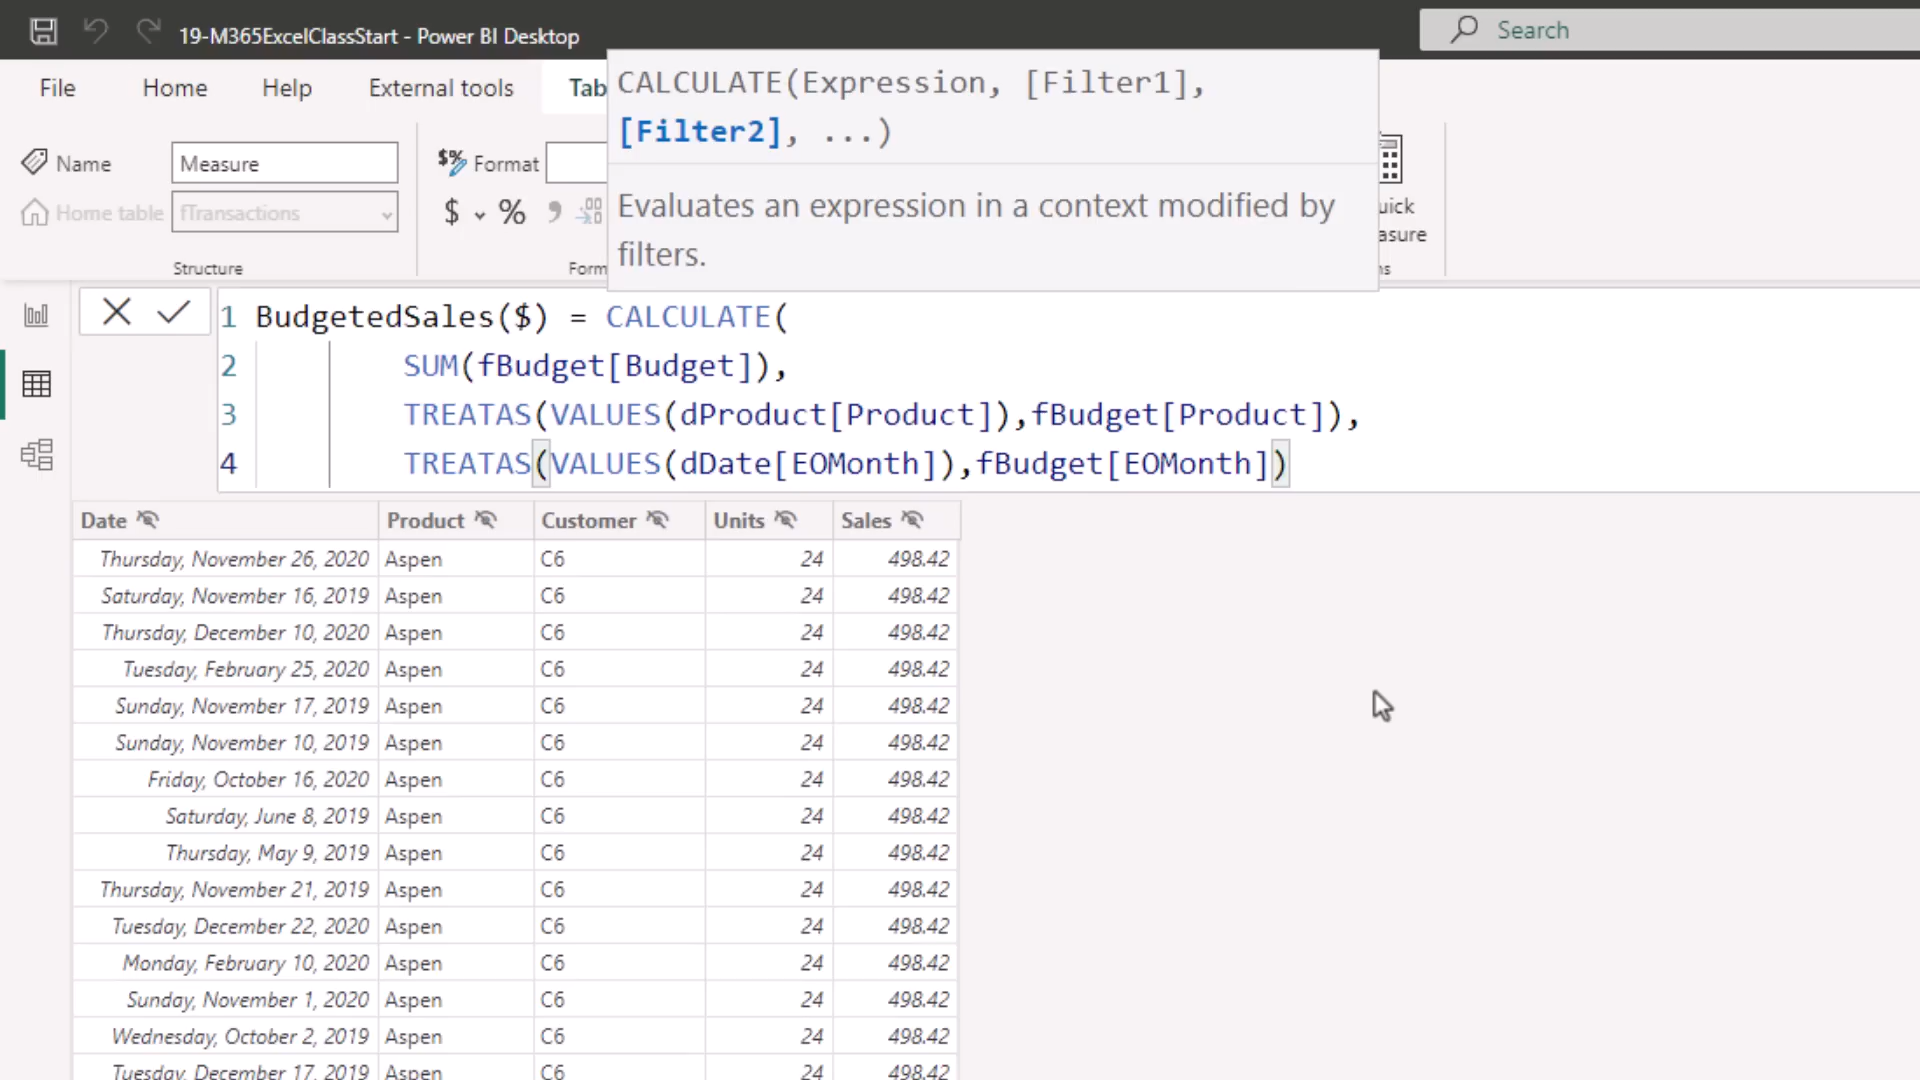 19-M365ExcelClassStart - Power BI Desktop
Search
File Home Help External tools Tab
CALCULATE(Expression, [Filter1],
[Filter2], ...)
Evaluates an expression in a context modified by
filters.
Name Measure
Home table fTransactions
Structure
$% Format
$ % 
Form
uick
asure
ns
1 BudgetedSales($) = CALCULATE(
2 SUM(fBudget[Budget]),
3 TREATAS(VALUES(dProduct[Product]),fBudget[Product]),
4 TREATAS(VALUES(dDate[EOMonth]),fBudget[EOMonth])
Date Product Customer Units Sales
Thursday, November 26, 2020 Aspen C6 24 498.42
Saturday, November 16, 2019 Aspen C6 24 498.42
Thursday, December 10, 2020 Aspen C6 24 498.42
Tuesday, February 25, 2020 Aspen C6 24 498.42
Sunday, November 17, 2019 Aspen C6 24 498.42
Sunday, November 10, 2019 Aspen C6 24 498.42
Friday, October 16, 2020 Aspen C6 24 498.42
Saturday, June 8, 2019 Aspen C6 24 498.42
Thursday, May 9, 2019 Aspen C6 24 498.42
Thursday, November 21, 2019 Aspen C6 24 498.42
Tuesday, December 22, 2020 Aspen C6 24 498.42
Monday, February 10, 2020 Aspen C6 24 498.42
Sunday, November 1, 2020 Aspen C6 24 498.42
Wednesday, October 2, 2019 Aspen C6 24 498.42
Tuesday, December 17, 2019 Aspen C6 24 498.42